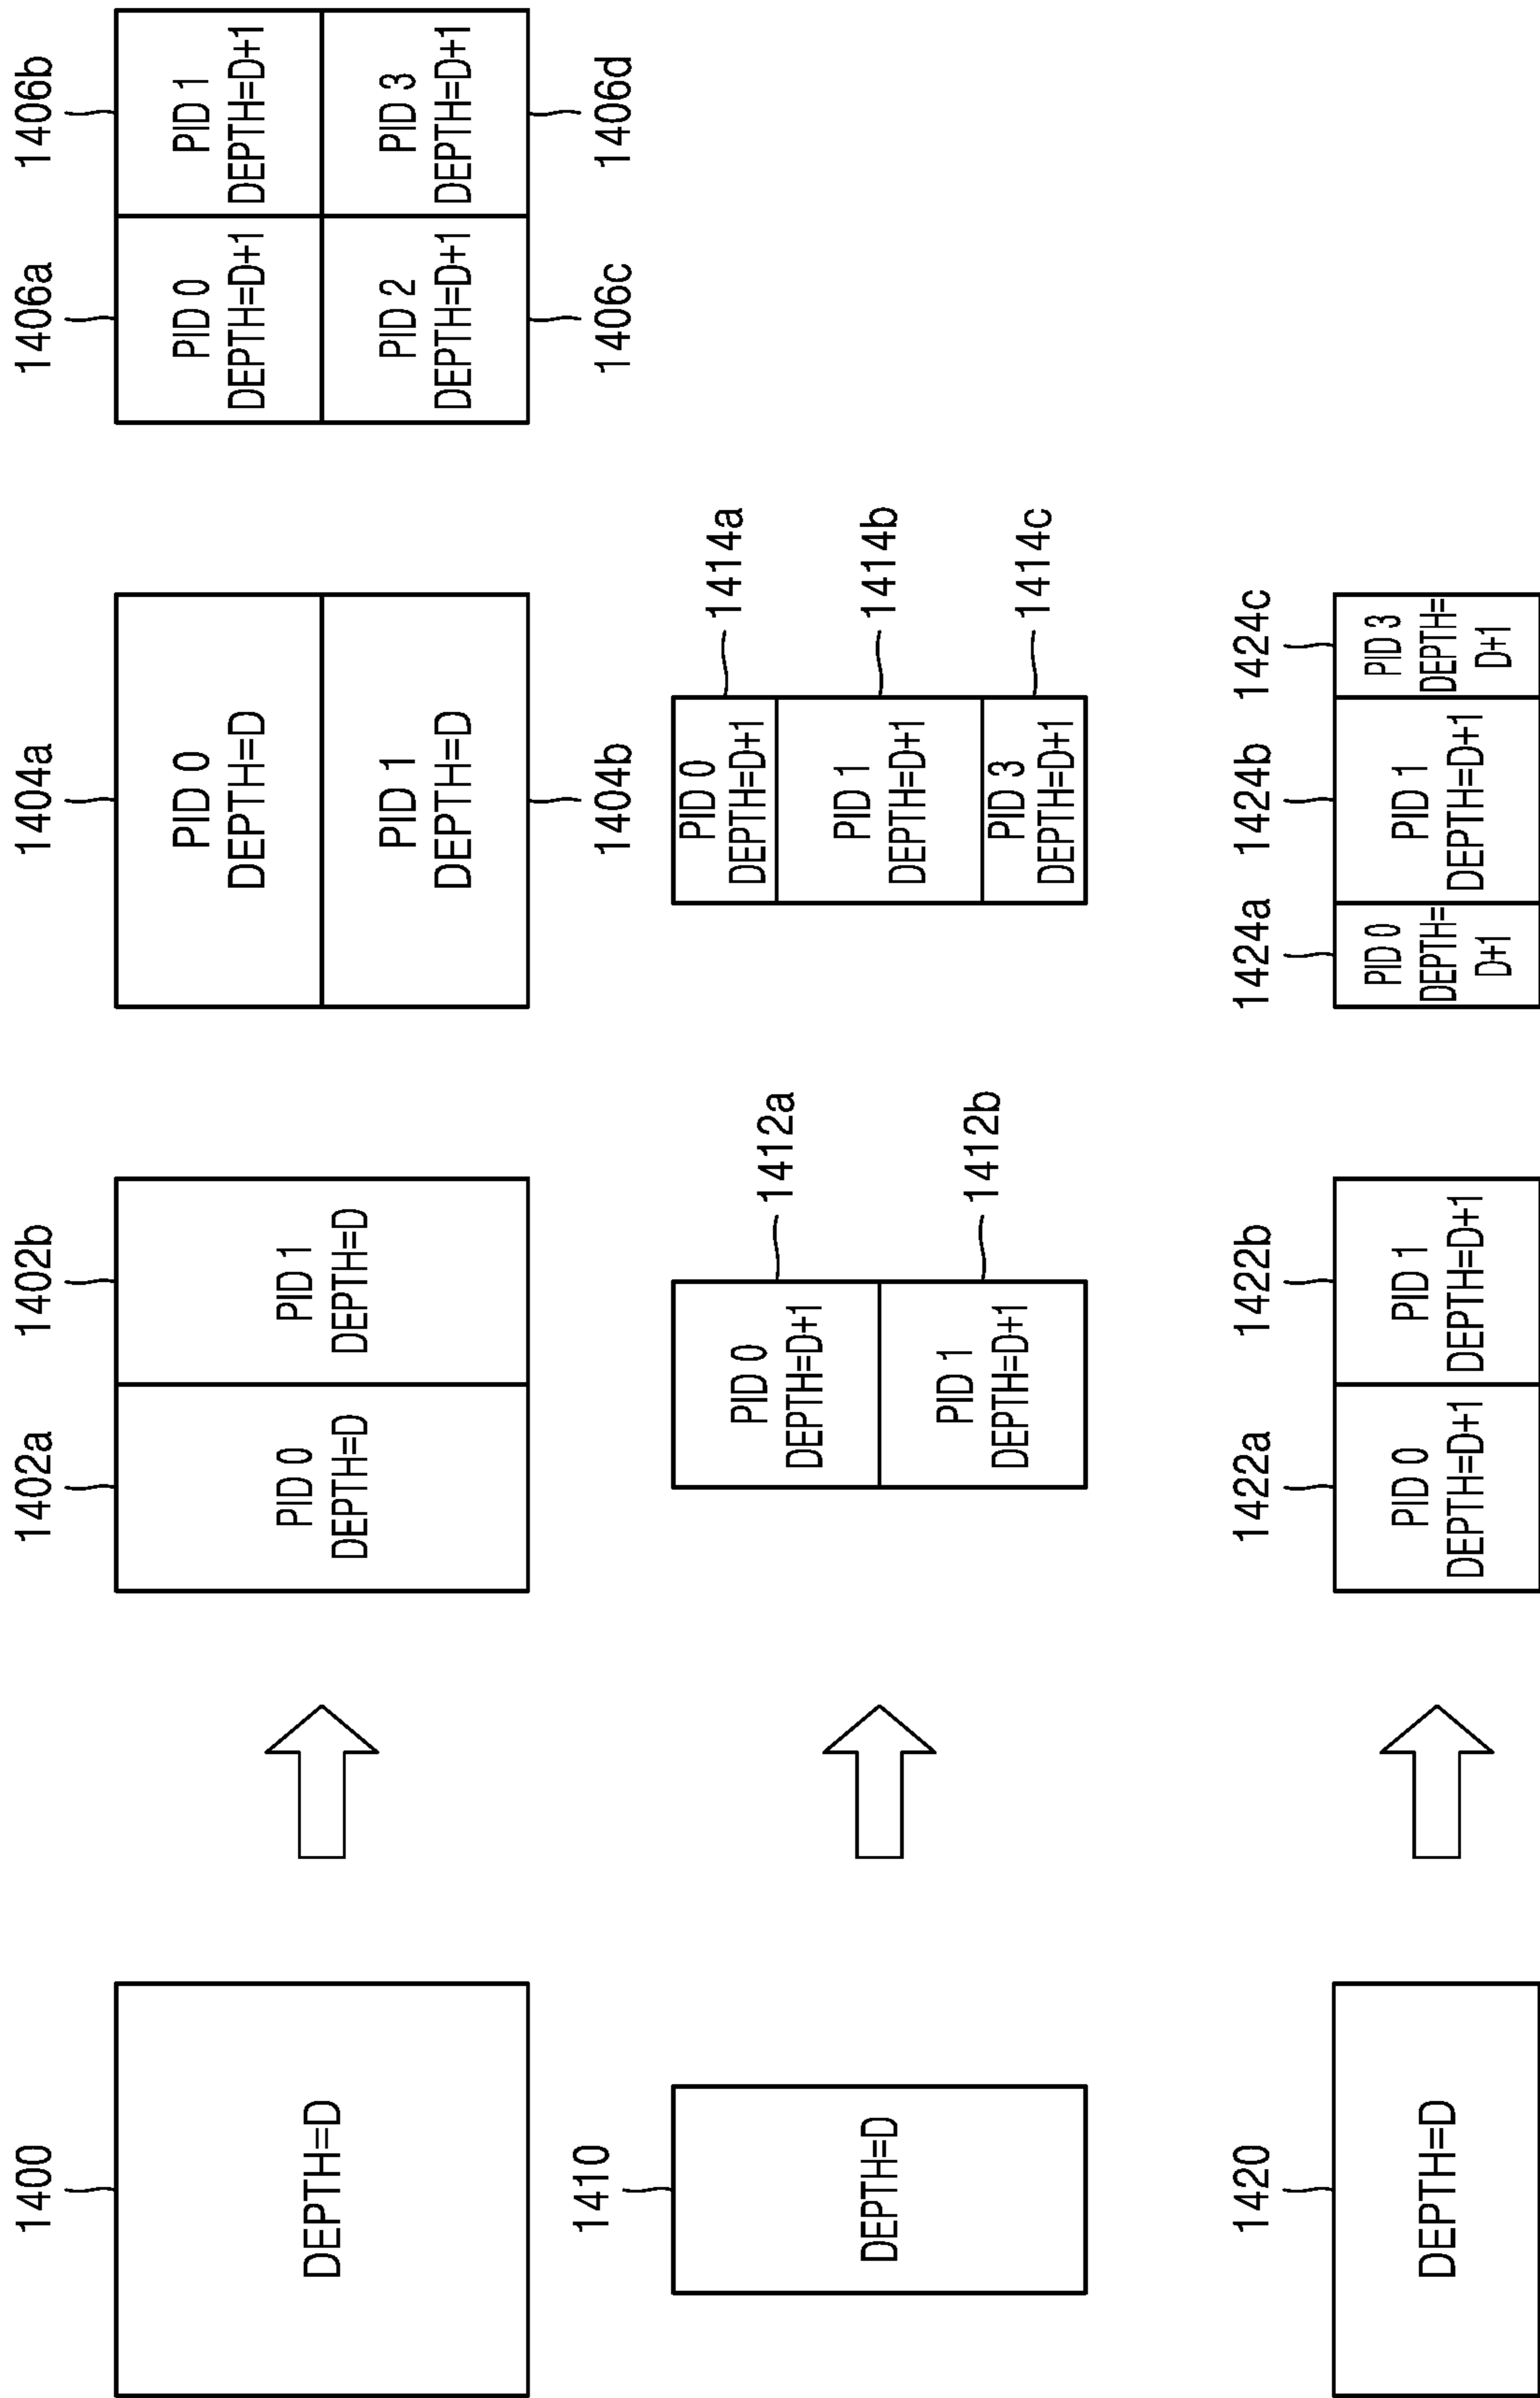 1400
DEPTH=D
1402a
1402b
PID 0
DEPTH=D
PID 1
DEPTH=D
1404a
PID 0
DEPTH=D
PID 1
DEPTH=D
1404b
1406a
1406b
PID 0
DEPTH=D+1
PID 1
DEPTH=D+1
PID 2
DEPTH=D+1
PID 3
DEPTH=D+1
1406c
1406d
1410
DEPTH=D
PID 0
DEPTH=D+1
1412a
PID 1
DEPTH=D+1
1412b
PID 0
DEPTH=D+1
1414a
PID 1
DEPTH=D+1
1414b
PID 3
DEPTH=D+1
1414c
1420
DEPTH=D
1422a
1422b
PID 0
DEPTH=D+1
PID 1
DEPTH=D+1
1424a
1424b
1424c
PID 0
DEPTH=
D+1
PID 1
DEPTH=D+1
PID 3
DEPTH=
D+1